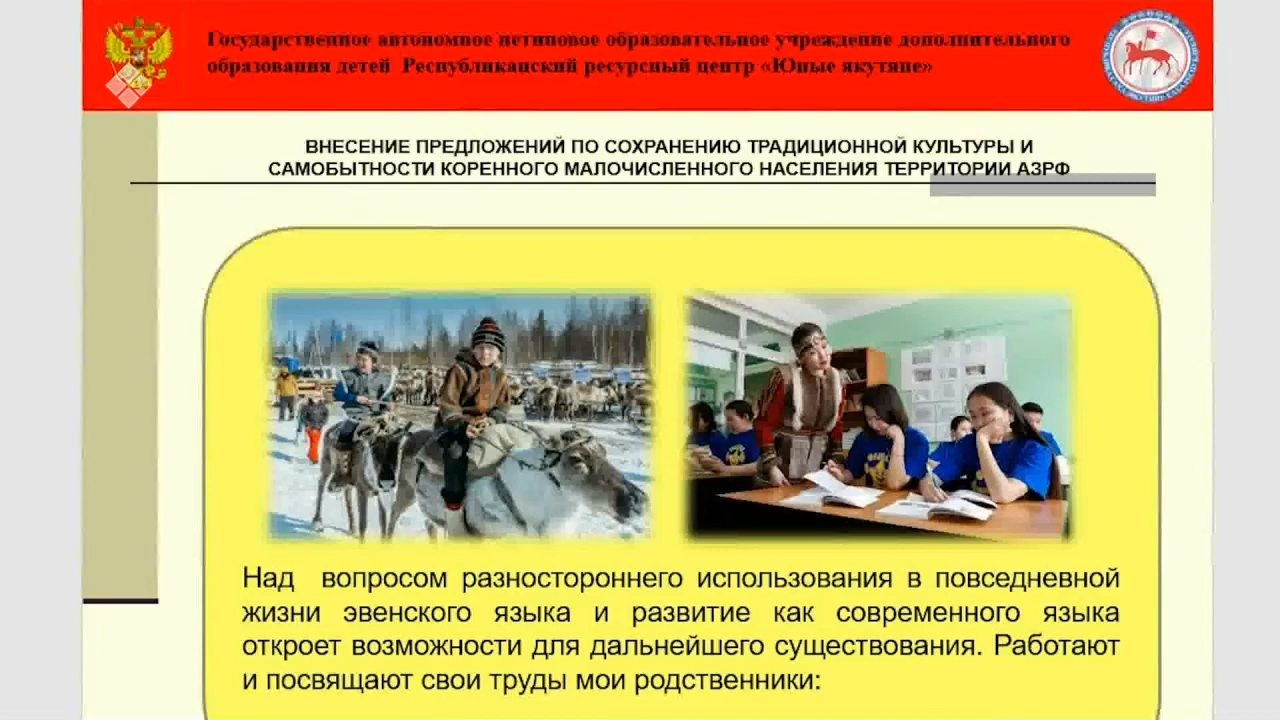 Государственное автономное нетиповое образовательное учреждение дополнительного
образования детей Республиканский ресурсный центр «Юные якутяне»
ВНЕСЕНИЕ ПРЕДЛОЖЕНИЙ ПО СОХРАНЕНИЮ ТРАДИЦИОННОЙ КУЛЬТУРЫ И
САМОБЫТНОСТИ КОРЕННОГО МАЛОЧИСЛЕННОГО НАСЕЛЕНИЯ ТЕРРИТОРИИ АЗРФ
Над вопросом разностороннего использования в повседневной
жизни эвенского языка и развитие как современного языка
откроет возможности для дальнейшего существования. Работают
и посвящают свои труды мои родственники: